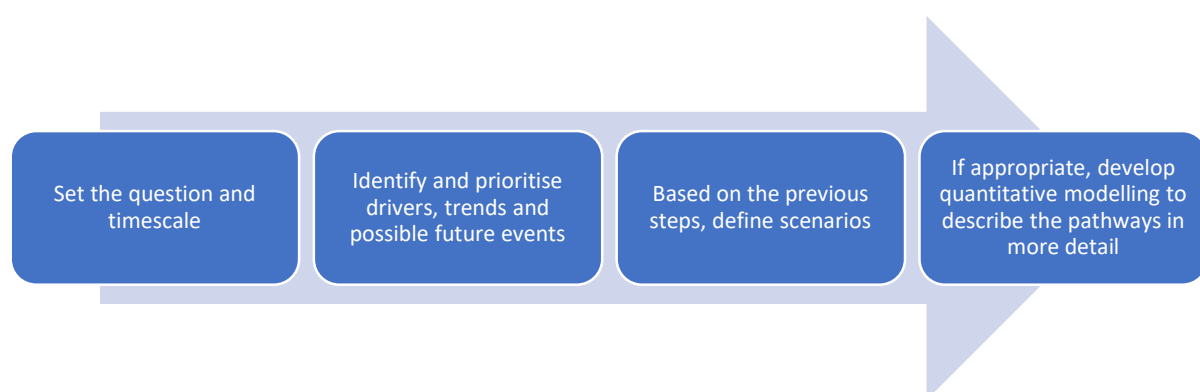 Set the question and
timescale
Identify and prioritise
drivers, trends and
possible future events
Based on the previous
steps, define scenarios
If appropriate, develop
quantitative modelling to
describe the pathways in
more detail